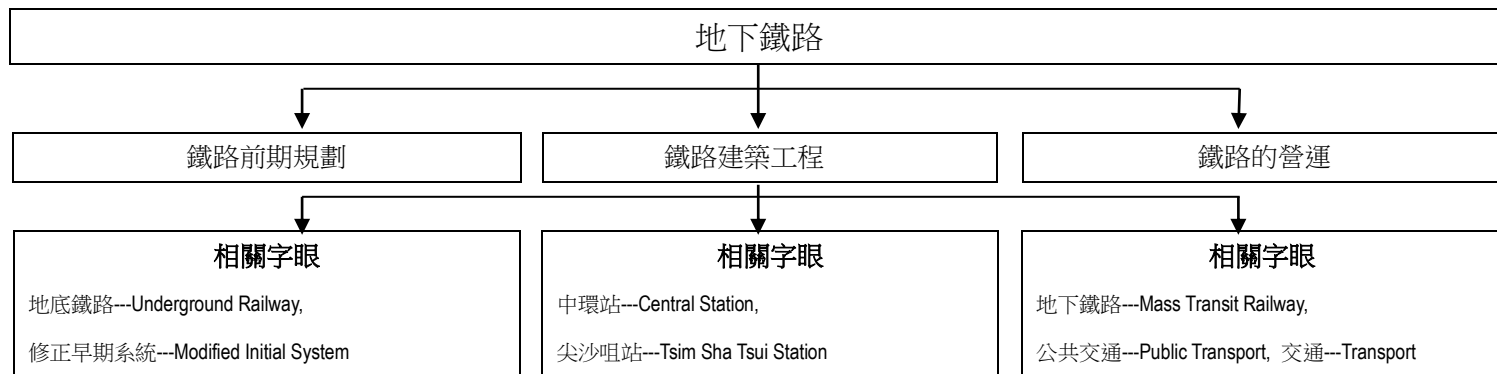 地下鐵路
鐵路前期規劃
鐵路建築工程
鐵路的營運
相關字眼
地底鐵路---Underground Railway,
修正早期系統---Modified Initial System
相關字眼
中環站---Central Station,
尖沙咀站---Tsim Sha Tsui Station
相關字眼
地下鐵路---Mass Transit Railway,
公共交通---Public Transport, 交通---Transport